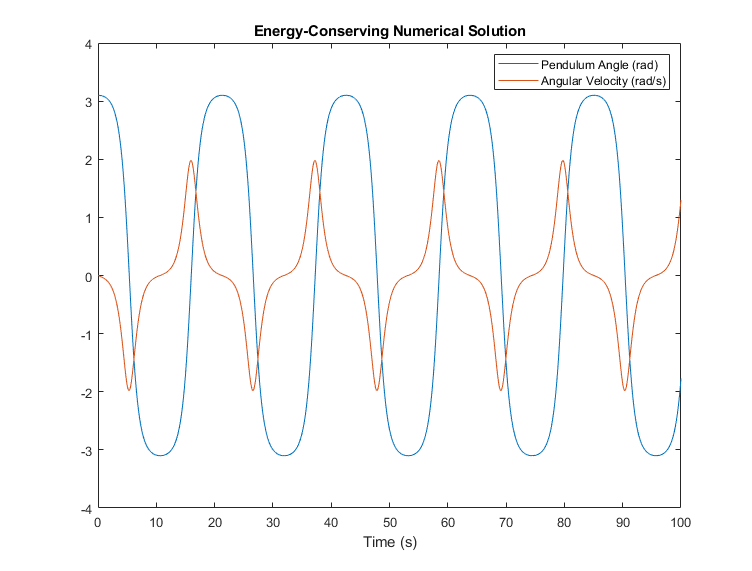 Energy-Conserving Numerical Solution
Pendulum Angle (rad)
Angular Velocity (rad/s)
4
3
2
1
0
-1
-2
-3
-4
0 10 20 30 40 50 60 70 80 90 100
Time (s)